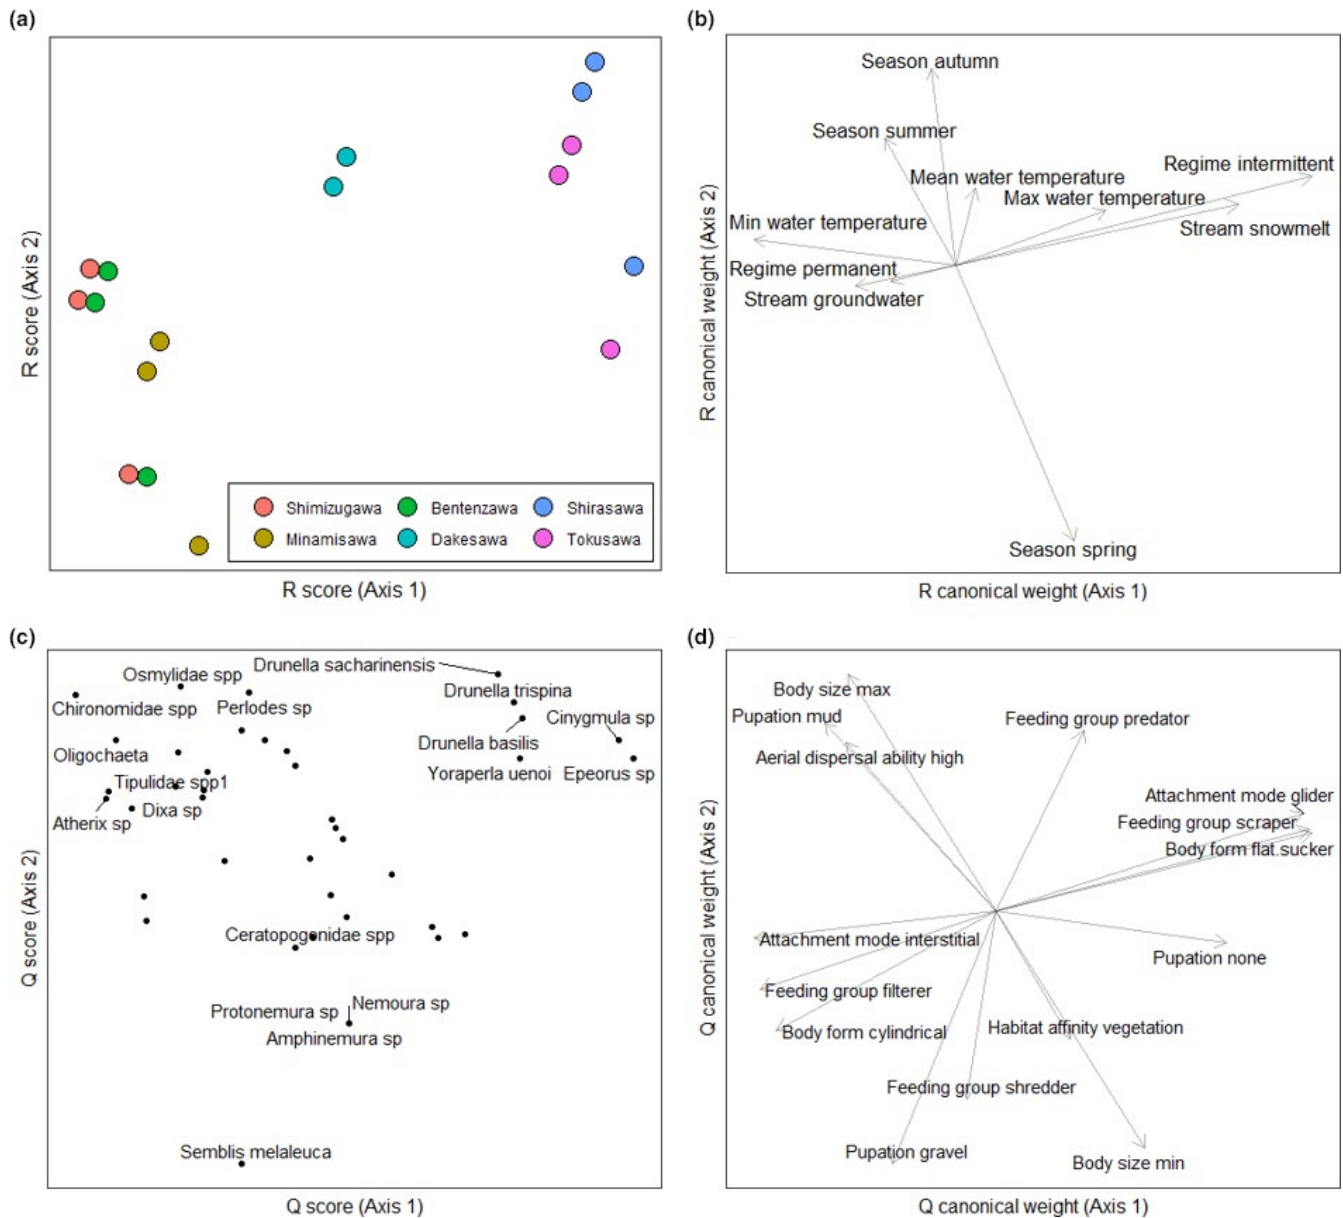 (a)
R score (Axis 2)
Shimizugawa
Bentenzawa
Shirasawa
Minamisawa
Dakesawa
Tokusawa
R score (Axis 1)
(b)
Season autumn
Season summer
Regime intermittent
Mean water temperature
Max water temperature
Min water temperature
Stream snowmelt
Regime permanent
Stream groundwater
Season spring
R canonical weight (Axis 2)
R canonical weight (Axis 1)
(c)
Drunella sacharinensis
Osmylidae spp
Drunella trispina
Chironomidae spp
Perlodes sp
Cinygmula sp
Drunella basilis
Oligochaeta
Yoraperla uenoi
Epeorus sp
Tipulidae spp1
Dixa sp
Atherix sp
Ceratopogonidae spp
Protonemura sp
Nemoura sp
Amphinemura sp
Semblis melaleuca
Q score (Axis 2)
Q score (Axis 1)
(d)
Body size max
Pupation mud
Feeding group predator
Aerial dispersal ability high
Attachment mode glider
Feeding group scraper
Body form flat.sucker
Attachment mode interstitial
Pupation none
Feeding group filterer
Body form cylindrical
Habitat affinity vegetation
Feeding group shredder
Pupation gravel
Body size min
Q canonical weight (Axis 2)
Q canonical weight (Axis 1)